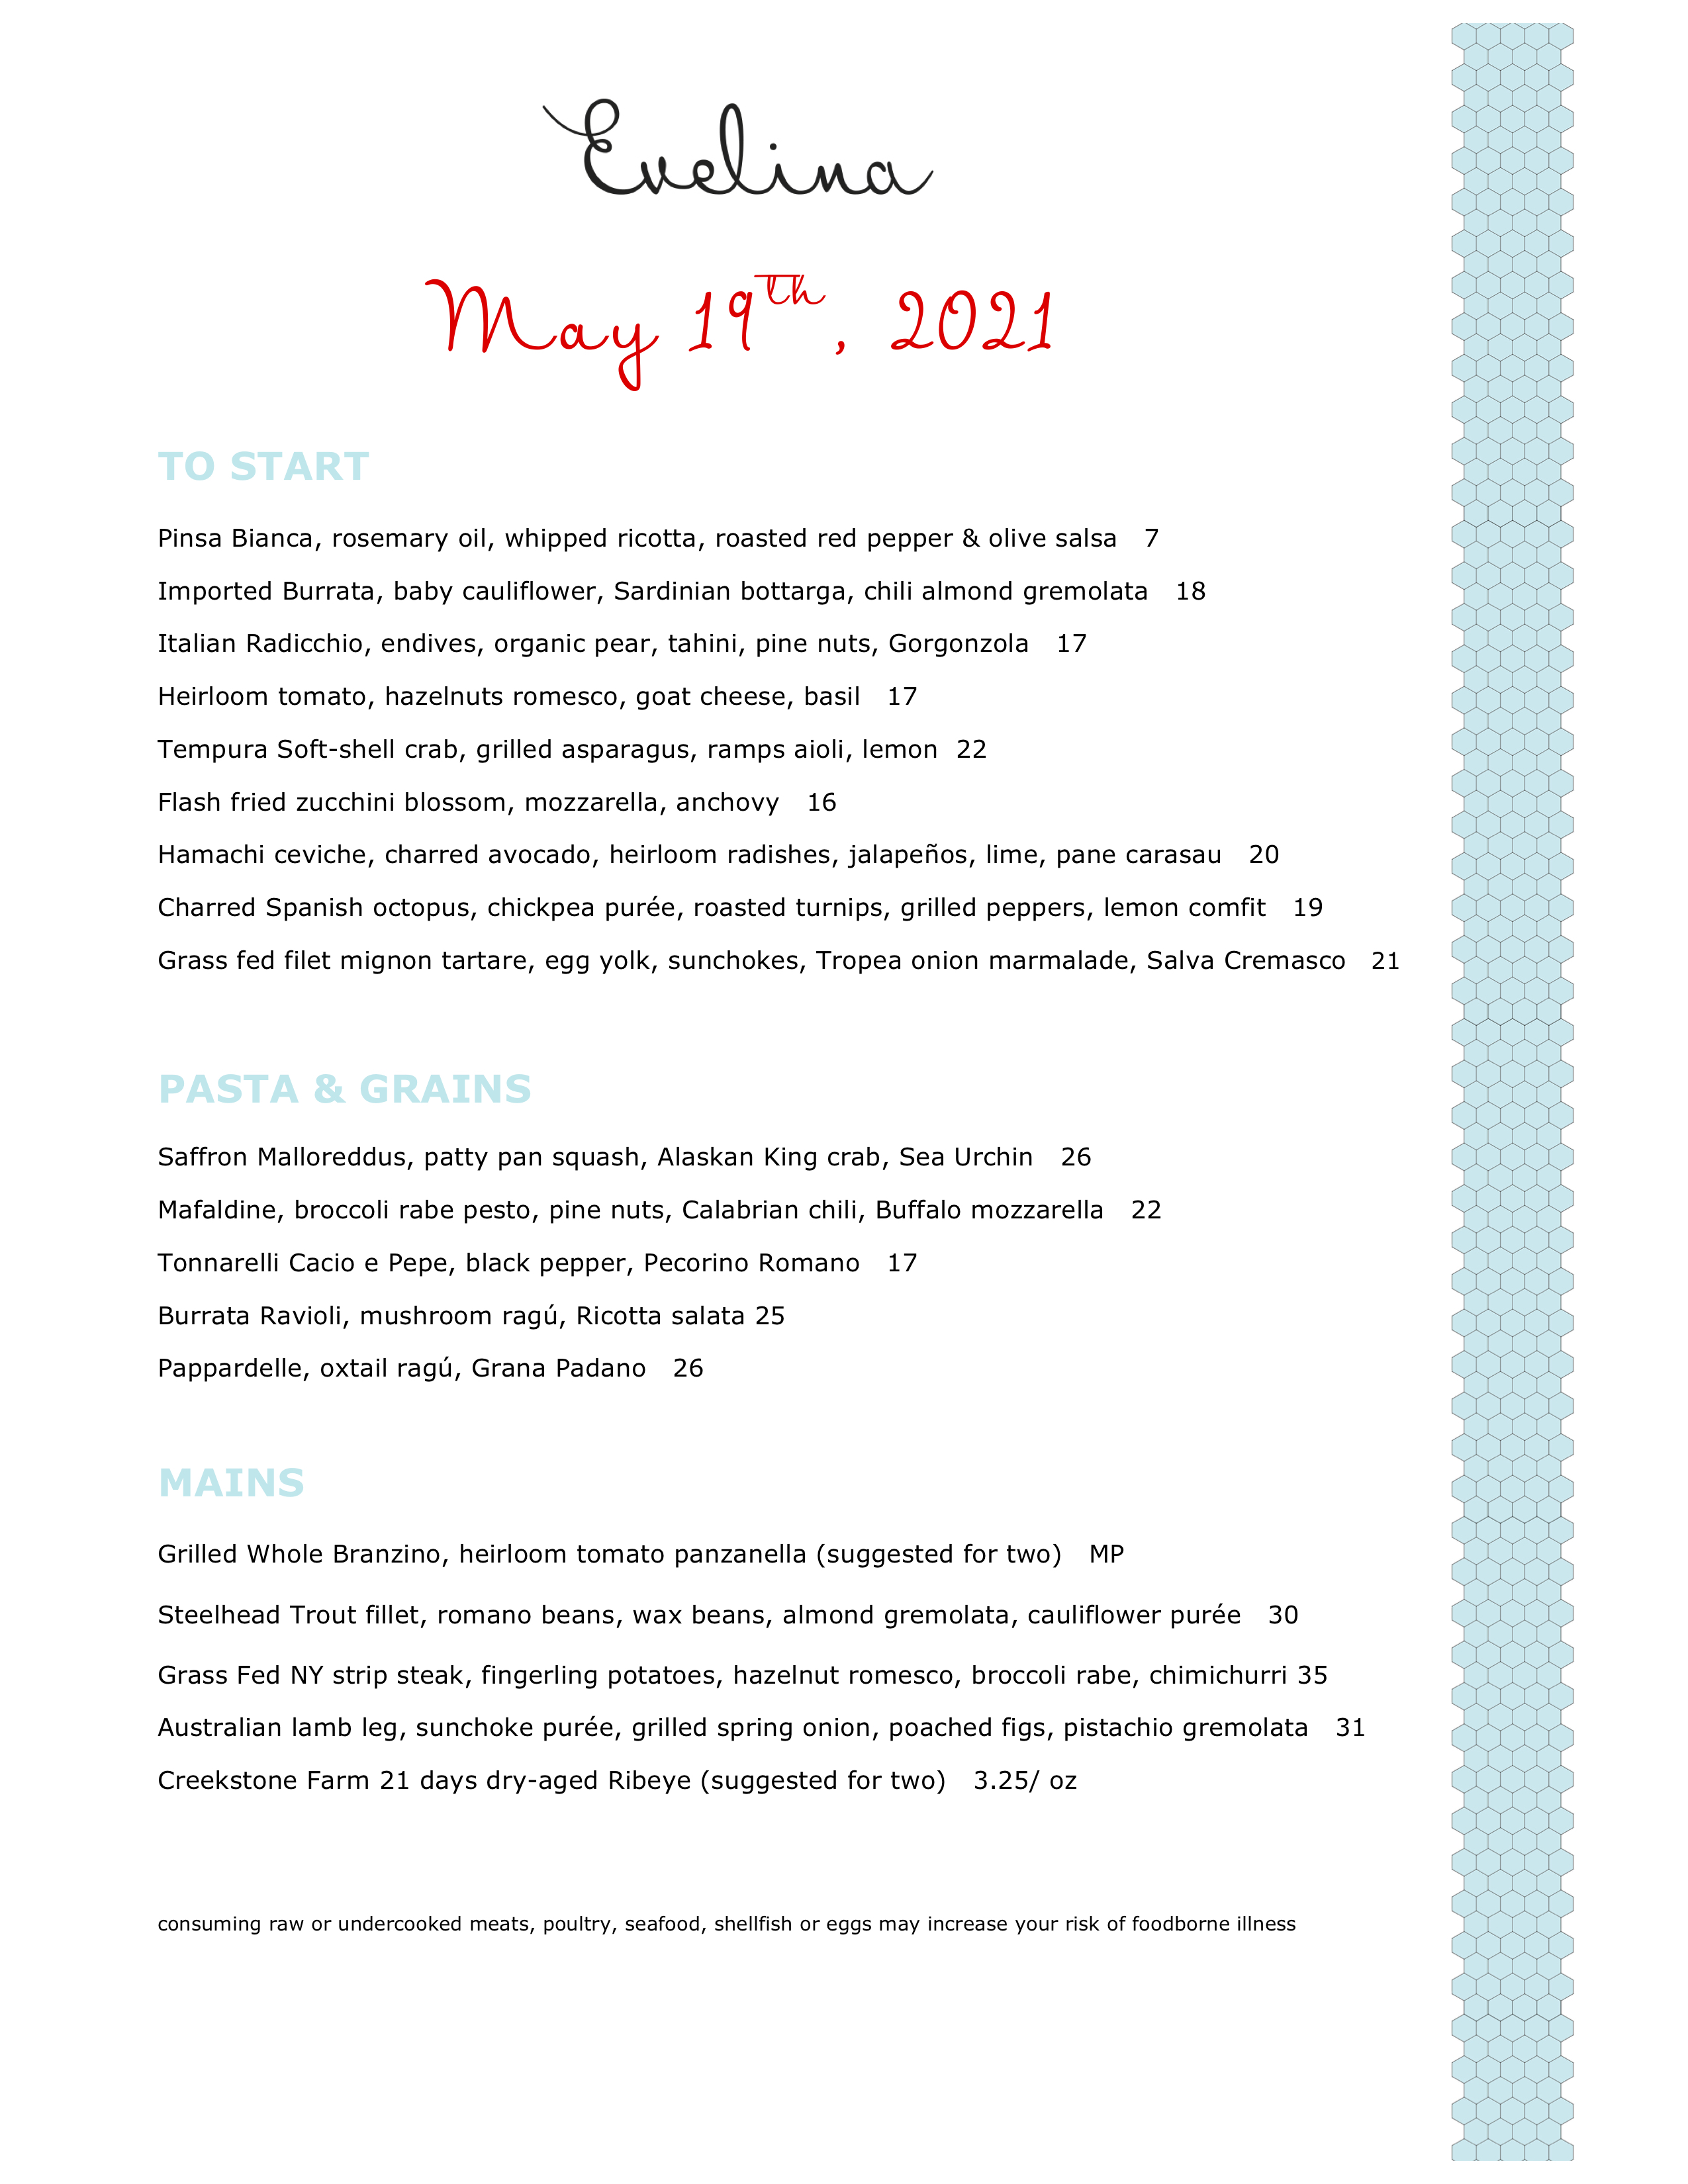 Evelina
May 19th, 2021
TO START
Pinsa Bianca, rosemary oil, whipped ricotta, roasted red pepper & olive salsa 7
Imported Burrata, baby cauliflower, Sardinian bottarga, chili almond gremolata 18
Italian Radicchio, endives, organic pear, tahini, pine nuts, Gorgonzola 17
Heirloom tomato, hazelnuts romesco, goat cheese, basil 17
Tempura Soft-shell crab, grilled asparagus, ramps aioli, lemon 22
Flash fried zucchini blossom, mozzarella, anchovy 16
Hamachi ceviche, charred avocado, heirloom radishes, jalapeños, lime, pane carasau 20
Charred Spanish octopus, chickpea purée, roasted turnips, grilled peppers, lemon comfit 19
Grass fed filet mignon tartare, egg yolk, sunchokes, Tropea onion marmalade, Salva Cremasco 21
PASTA & GRAINS
Saffron Malloreddus, patty pan squash, Alaskan King crab, Sea Urchin 26
Mafaldine, broccoli rabe pesto, pine nuts, Calabrian chili, Buffalo mozzarella 22
Tonnarelli Cacio e Pepe, black pepper, Pecorino Romano 17
Burrata Ravioli, mushroom ragú, Ricotta salata 25
Pappardelle, oxtail ragú, Grana Padano 26
MAINS
Grilled Whole Branzino, heirloom tomato panzanella (suggested for two) MP
Steelhead Trout fillet, romano beans, wax beans, almond gremolata, cauliflower purée 30
Grass Fed NY strip steak, fingerling potatoes, hazelnut romesco, broccoli rabe, chimichurri 35
Australian lamb leg, sunchoke purée, grilled spring onion, poached figs, pistachio gremolata 31
Creekstone Farm 21 days dry-aged Ribeye (suggested for two) 3.25/ oz
consuming raw or undercooked meats, poultry, seafood, shellfish or eggs may increase your risk of foodborne illness